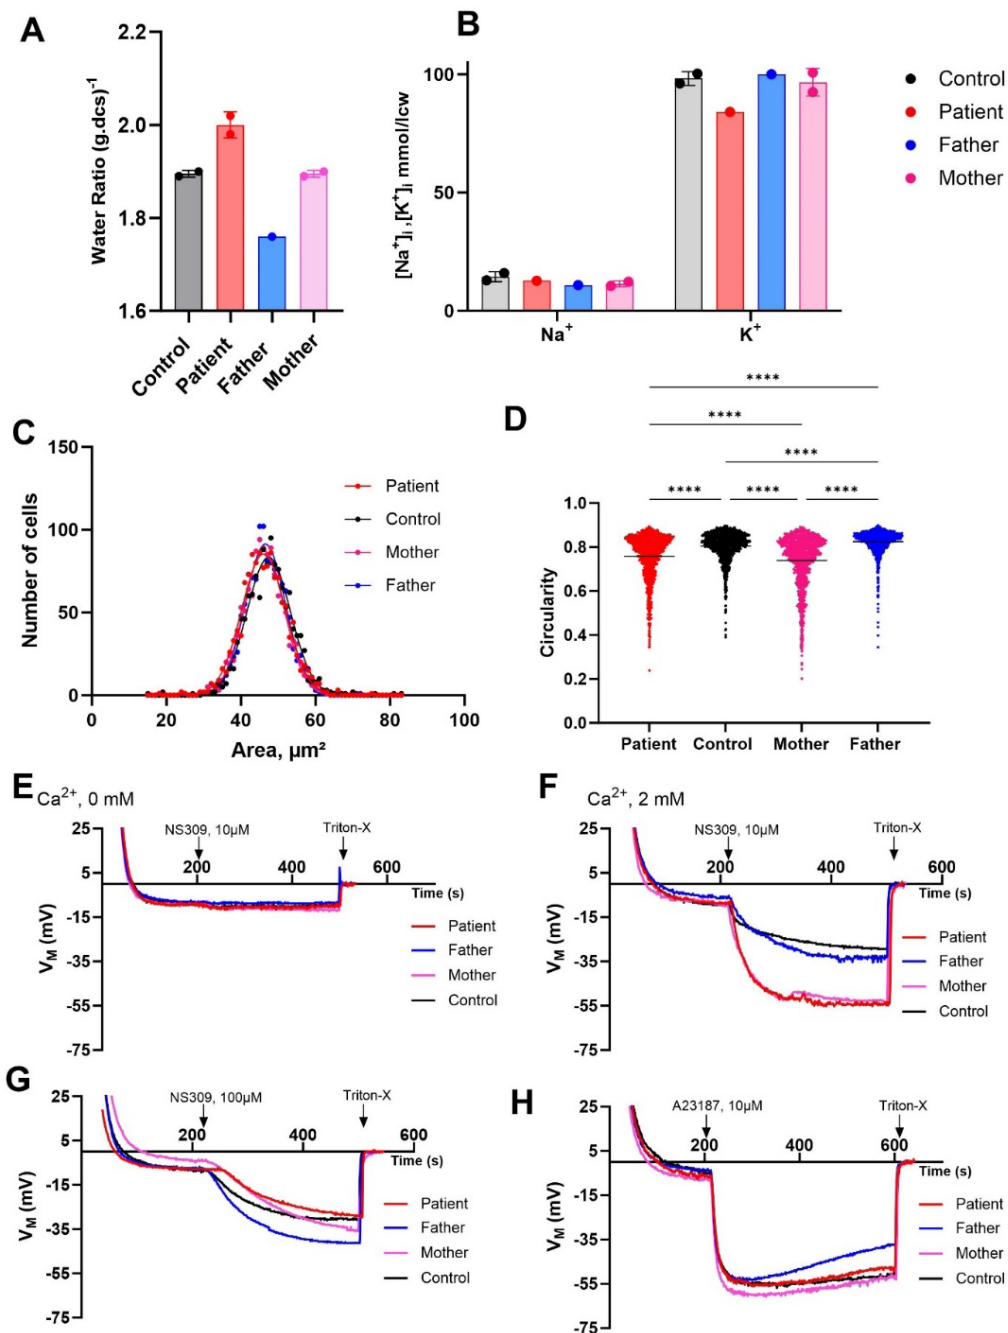 A
2.2
2.0
1.8
1.6
Water Ratio (g.dcs)⁻¹
Control
Patient
Father
Mother
B
100
50
0
[Na⁺]ᵢ ,[K⁺]ᵢ mmol/lcw
Na⁺
K⁺
Control
Patient
Father
Mother
C
150
100
50
0
Number of cells
0 20 40 60 80 100
Area, µm²
Patient
Control
Mother
Father
D
****
****
****
**** **** ****
1.0
0.8
0.6
0.4
0.2
0.0
Circularity
Patient Control Mother Father
E
Ca²⁺, 0 mM
25
5
-15
-35
-55
-75
V_M (mV)
NS309, 10µM
Triton-X
200 400 600
Time (s)
Patient
Father
Mother
Control
F
Ca²⁺, 2 mM
25
5
-15
-35
-55
-75
V_M (mV)
NS309, 10µM
Triton-X
200 400 600
Time (s)
Patient
Father
Mother
Control
G
25
5
-15
-35
-55
-75
V_M (mV)
NS309, 100µM
Triton-X
200 400 600
Time (s)
Patient
Father
Mother
Control
H
25
5
-15
-35
-55
-75
V_M (mV)
A23187, 10µM
Triton-X
200 400 600
Time (s)
Patient
Father
Mother
Control